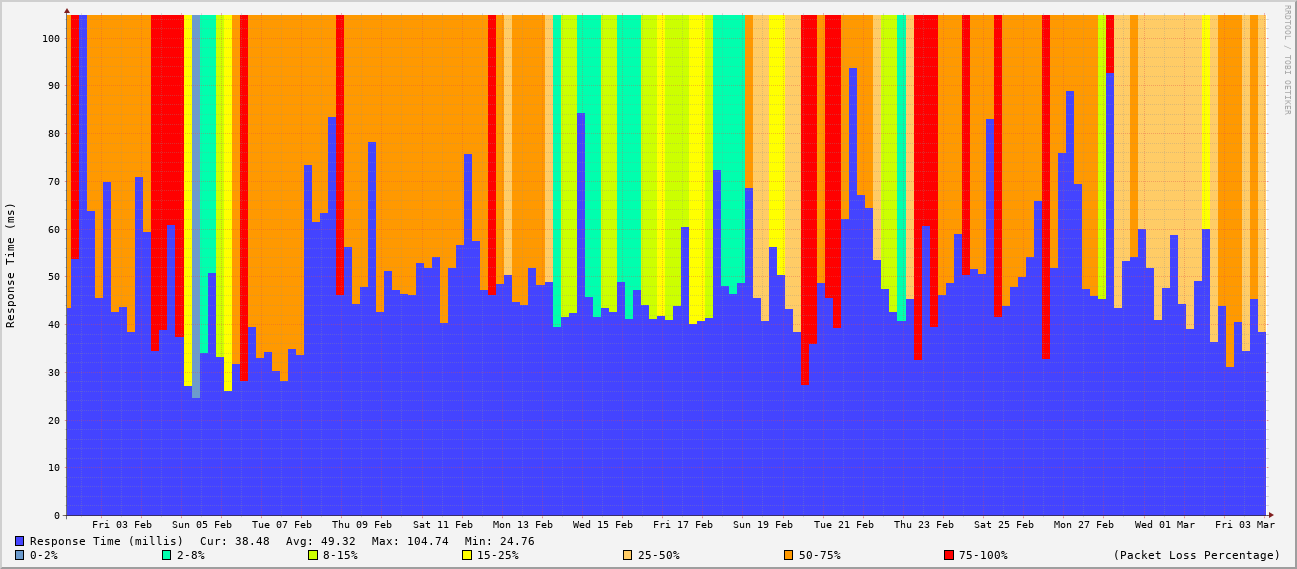 RRDTOOL / TOBI OETIKER
Response Time (ms)
100
90
80
70
60
50
40
30
20
10
0
Fri 03 Feb Sun 05 Feb Tue 07 Feb Thu 09 Feb Sat 11 Feb Mon 13 Feb Wed 15 Feb Fri 17 Feb Sun 19 Feb Tue 21 Feb Thu 23 Feb Sat 25 Feb Mon 27 Feb Wed 01 Mar Fri 03 Mar
Response Time (millis) Cur: 38.48 Avg: 49.32 Max: 104.74 Min: 24.76
0-2% 2-8% 8-15% 15-25% 25-50% 50-75% 75-100% (Packet Loss Percentage)